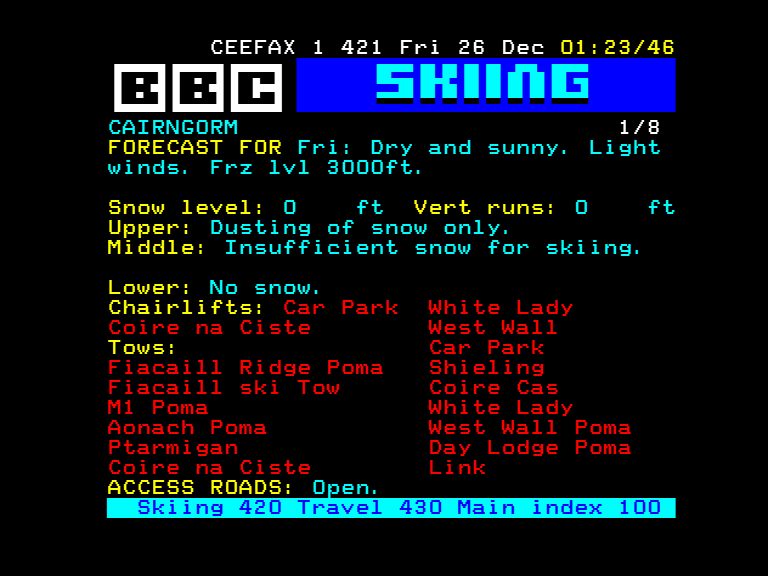 CEEFAX 1 421 Fri 26 Dec 01:23/46
BBC SKIING
CAIRNGORM 1/8
FORECAST FOR Fri: Dry and sunny. Light
winds. Frz lvl 3000ft.
Snow level: 0 ft Vert runs: 0 ft
Upper: Dusting of snow only.
Middle: Insufficient snow for skiing.
Lower: No snow.
Chairlifts: Car Park White Lady
Coire na Ciste West Wall
Tows: Car Park
Fiacaill Ridge Poma Shieling
Fiacaill ski Tow Coire Cas
M1 Poma White Lady
Aonach Poma West Wall Poma
Ptarmigan Day Lodge Poma
Coire na Ciste Link
ACCESS ROADS: Open.
Skiing 420 Travel 430 Main index 100